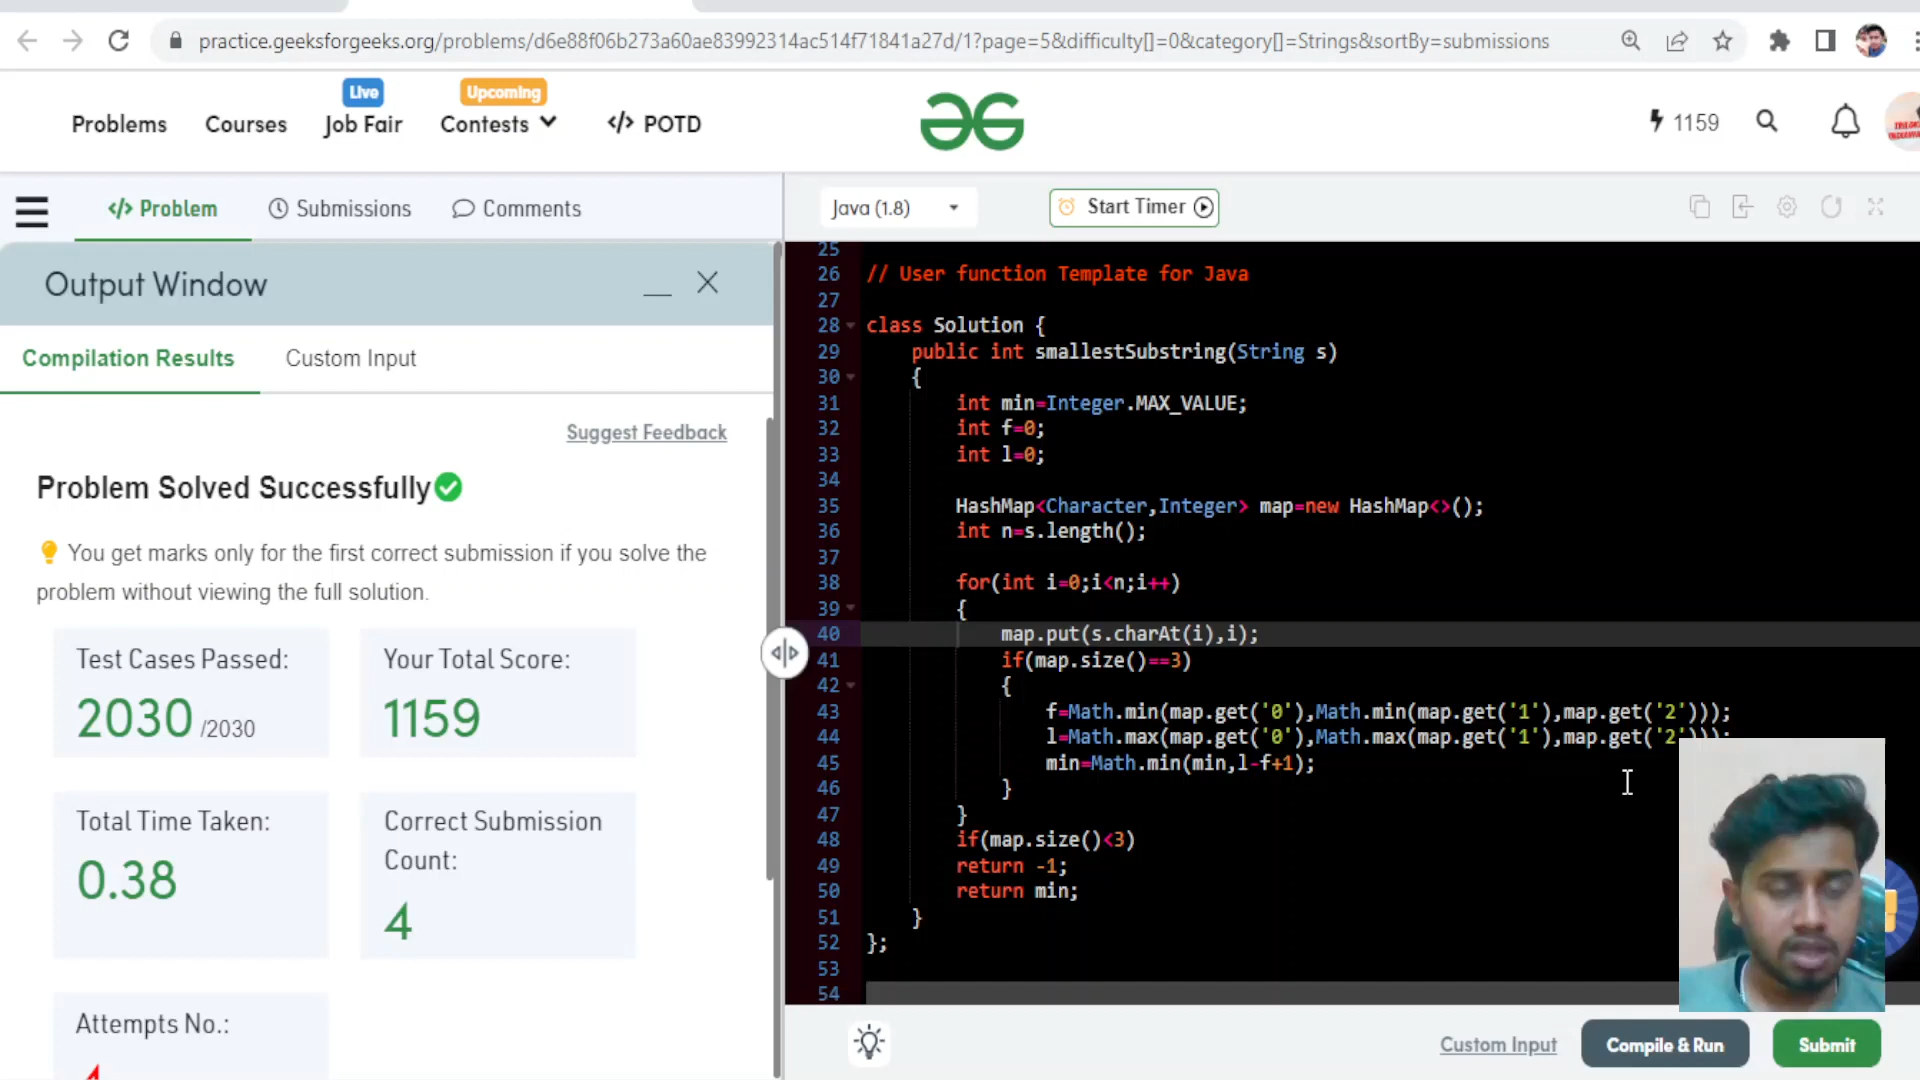 practice.geeksforgeeks.org/problems/d6e88f06b273a60ae83992314ac514f71841a27d/1?page=5&difficulty[]=0&category[]=Strings&sortBy=submissions
Live
Upcoming
Problems
Courses
Job Fair
Contests
</> POTD
1159
</> Problem
Submissions
Comments
Java (1.8)
Start Timer
Output Window
Compilation Results
Custom Input
Suggest Feedback
Problem Solved Successfully
You get marks only for the first correct submission if you solve the
problem without viewing the full solution.
Test Cases Passed:
2030 /2030
Your Total Score:
1159
Total Time Taken:
0.38
Correct Submission
Count:
4
Attempts No.:
25
26 // User function Template for Java
27
28 class Solution {
29 public int smallestSubstring(String s)
30 {
31 int min=Integer.MAX_VALUE;
32 int f=0;
33 int l=0;
34
35 HashMap<Character,Integer> map=new HashMap<>();
36 int n=s.length();
37
38 for(int i=0;i<n;i++)
39 {
40 map.put(s.charAt(i),i);
41 if(map.size()==3)
42 {
43 f=Math.min(map.get('0'),Math.min(map.get('1'),map.get('2')));
44 l=Math.max(map.get('0'),Math.max(map.get('1'),map.get('2')));
45 min=Math.min(min,l-f+1);
46 }
47 }
48 if(map.size()<3)
49 return -1;
50 return min;
51 }
52 };
53
54
Custom Input
Compile & Run
Submit